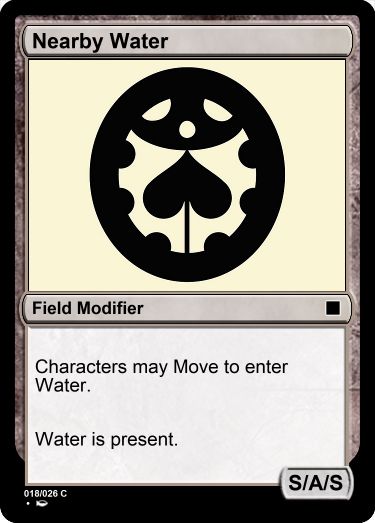 Nearby Water
Field Modifier
Characters may Move to enter
Water.
Water is present.
S/A/S
018/026 C